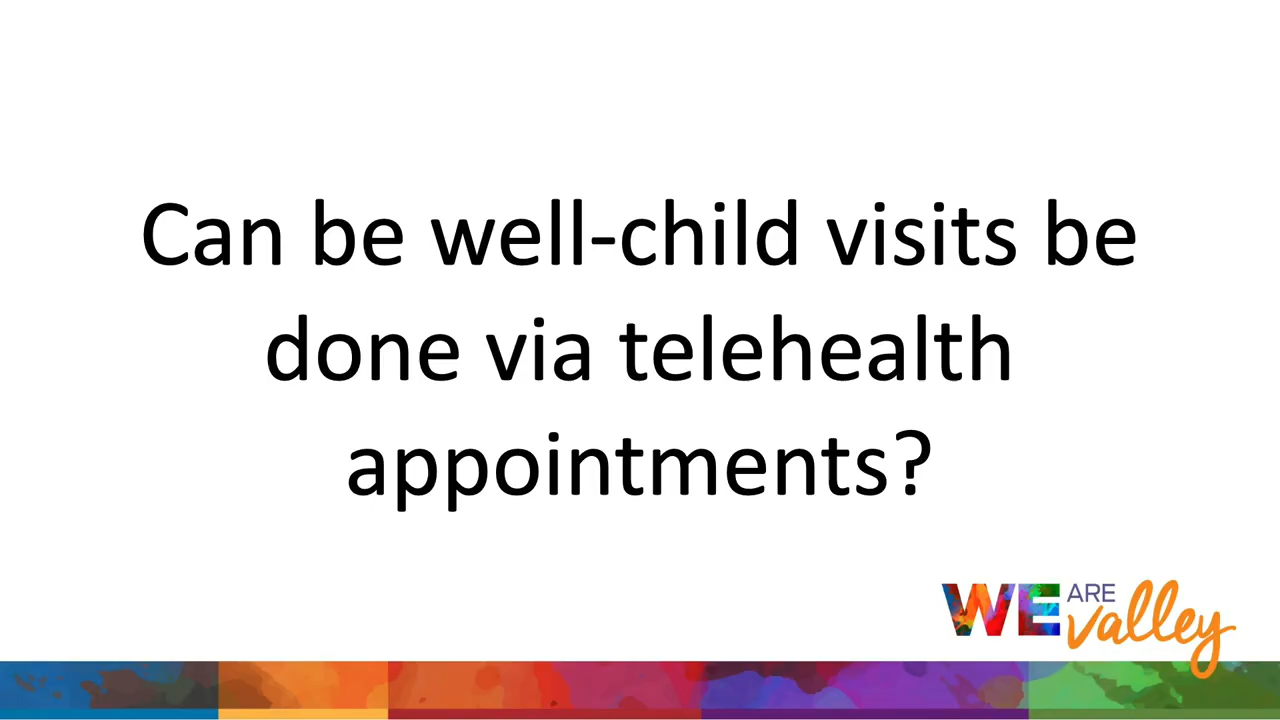 Can be well-child visits be
done via telehealth
appointments?
WE ARE valley